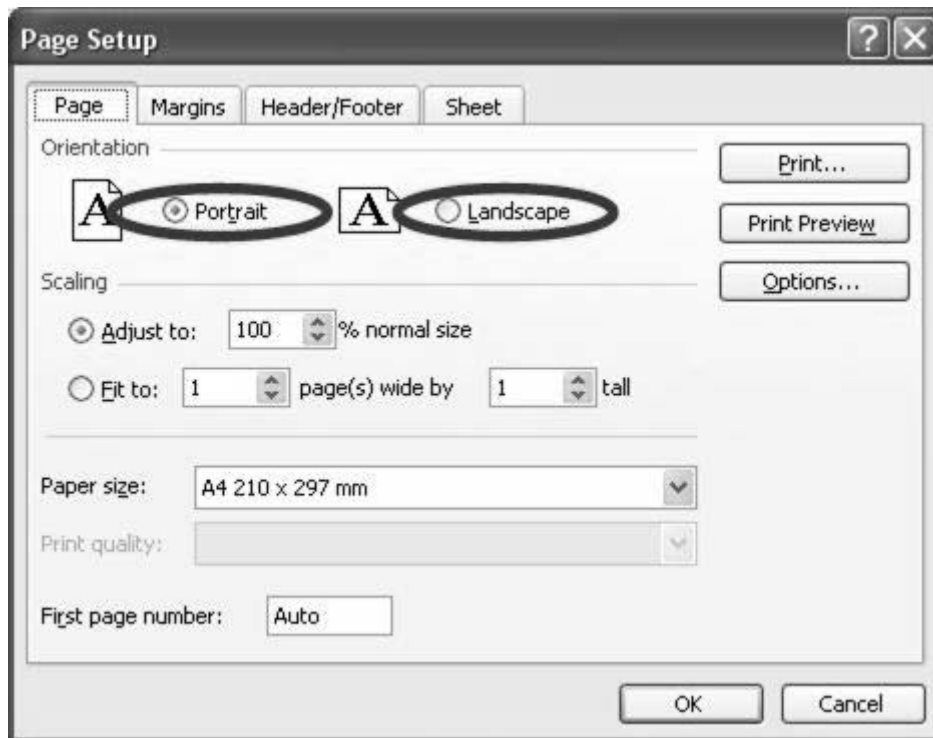 Page Setup
Page Margins Header/Footer Sheet
Orientation
A Portrait A Landscape
Print...
Print Preview
Options...
Scaling
Adjust to: 100 % normal size
Fit to: 1 page(s) wide by 1 tall
Paper size: A4 210 x 297 mm
Print quality:
First page number: Auto
OK Cancel